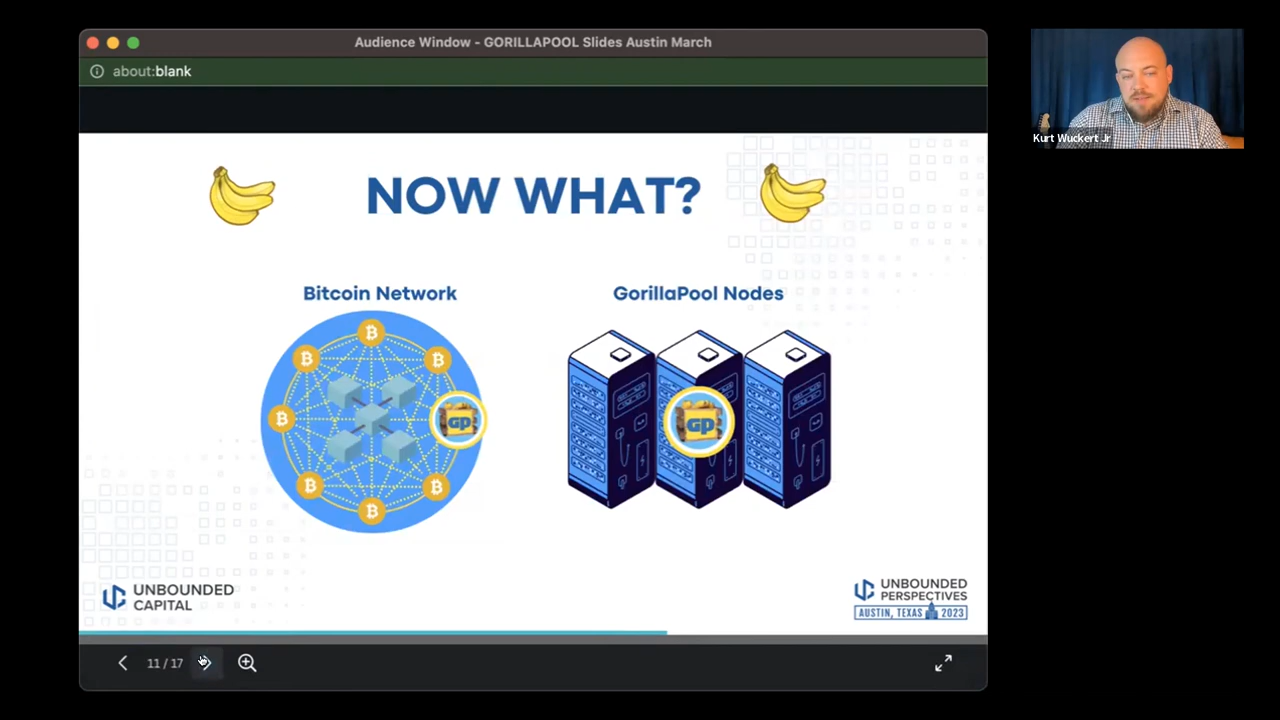 Audience Window - GORILLAPOOL Slides Austin March
about:blank
Kurt Wuckert Jr
NOW WHAT?
Bitcoin Network
GorillaPool Nodes
GP
GP
UNBOUNDED
CAPITAL
UNBOUNDED
PERSPECTIVES
AUSTIN, TEXAS 2023
11 / 17